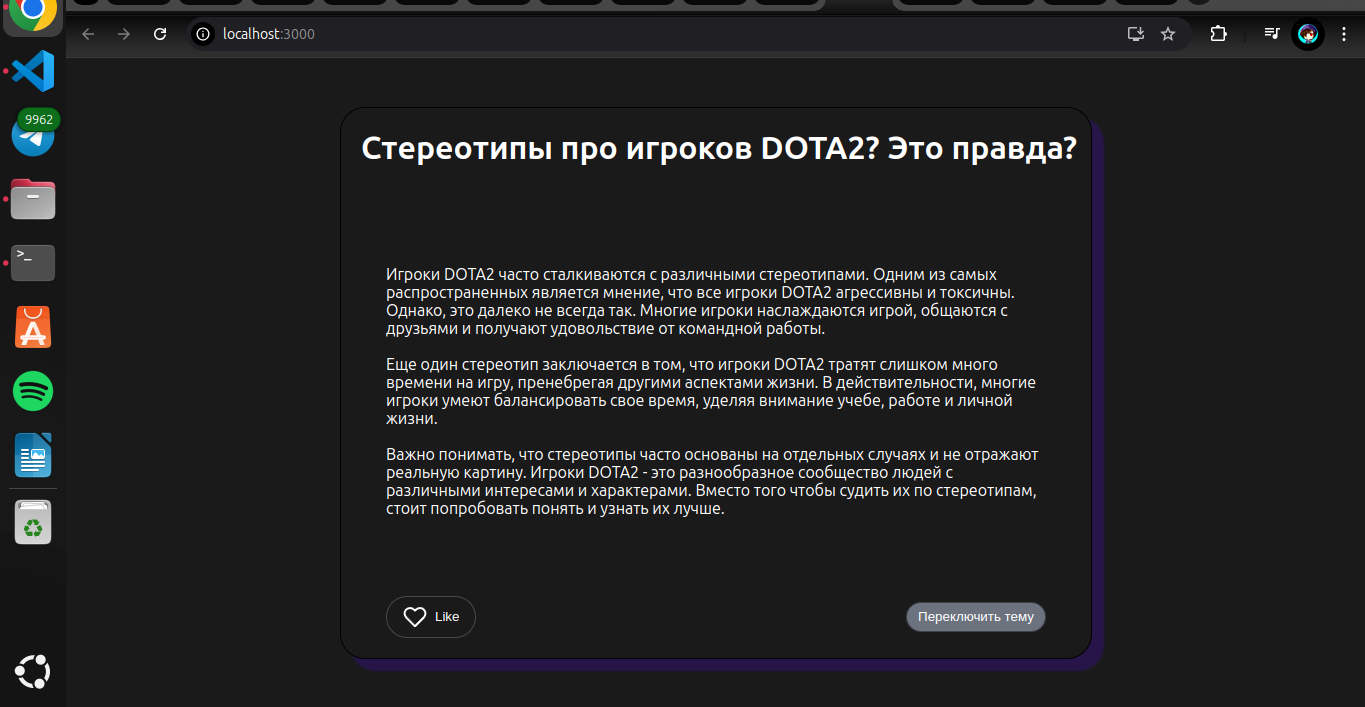 localhost:3000
9962
Стереотипы про игроков DOTA2? Это правда?
>_
Игроки DOTA2 часто сталкиваются с различными стереотипами. Одним из самых
распространенных является мнение, что все игроки DOTA2 агрессивны и токсичны.
Однако, это далеко не всегда так. Многие игроки наслаждаются игрой, общаются с
друзьями и получают удовольствие от командной работы.
Еще один стереотип заключается в том, что игроки DOTA2 тратят слишком много
времени на игру, пренебрегая другими аспектами жизни. В действительности, многие
игроки умеют балансировать свое время, уделяя внимание учебе, работе и личной
жизни.
Важно понимать, что стереотипы часто основаны на отдельных случаях и не отражают
реальную картину. Игроки DOTA2 - это разнообразное сообщество людей с
различными интересами и характерами. Вместо того чтобы судить их по стереотипам,
стоит попробовать понять и узнать их лучше.
Like
Переключить тему